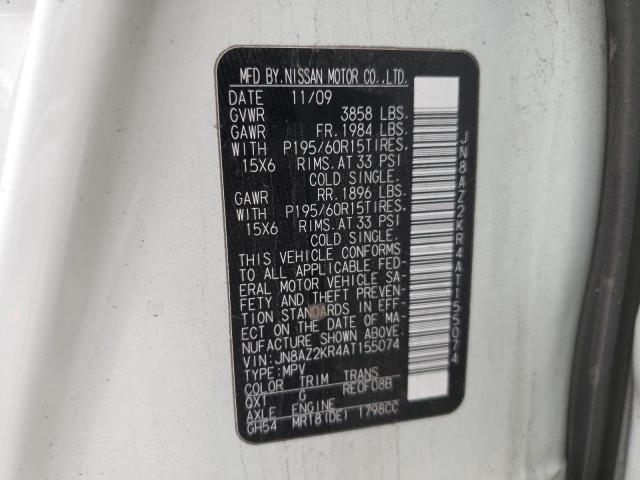 MFD BY.NISSAN MOTOR CO.,LTD.
DATE 11/09
GVWR 3858 LBS.
GAWR FR. 1984 LBS.
WITH P195/60R15TIRES.
15X6 RIMS.AT 33 PSI
COLD SINGLE.
GAWR RR. 1896 LBS.
WITH P195/60R15TIRES.
15X6 RIMS.AT 33 PSI
COLD SINGLE.
THIS VEHICLE CONFORMS
TO ALL APPLICABLE FED-
ERAL MOTOR VEHICLE SA-
FETY AND THEFT PREVEN-
TION STANDARDS IN EFF-
ECT ON THE DATE OF MA-
NUFACTURE SHOWN ABOVE.
VIN:JN8AZ2KR4AT155074
TYPE:MPV
COLOR TRIM TRANS
QX1 G RE0F08B
AXLE ENGINE
GH54 MR18(DE) 1798CC
JN8AZ2KR4AT155074